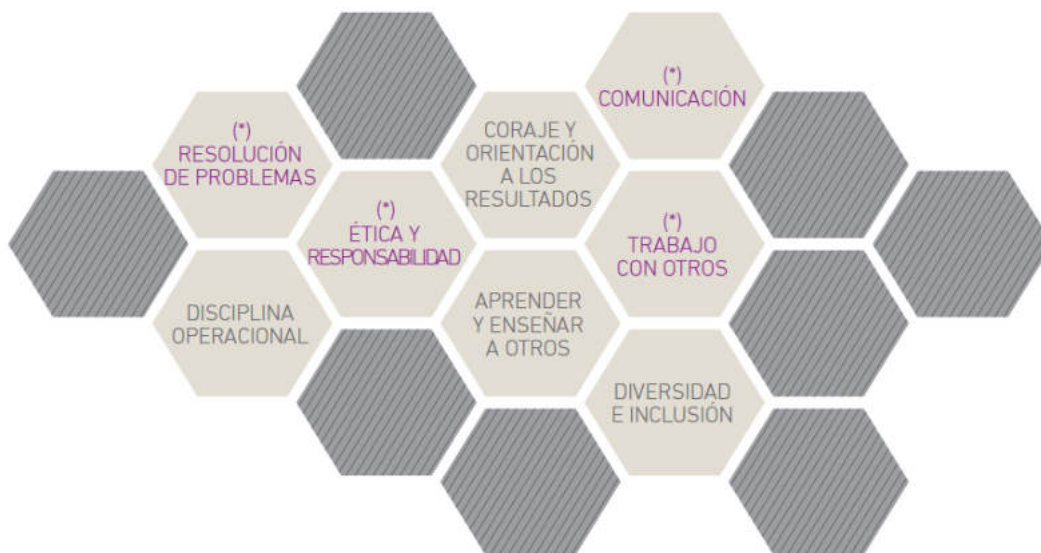 (*)
RESOLUCIÓN
DE PROBLEMAS
(*)
ÉTICA Y
RESPONSABILIDAD
DISCIPLINA
OPERACIONAL
CORAJE Y
ORIENTACIÓN
A LOS
RESULTADOS
APRENDER
Y ENSEÑAR
A OTROS
(*)
COMUNICACIÓN
(*)
TRABAJO
CON OTROS
DIVERSIDAD
E INCLUSIÓN